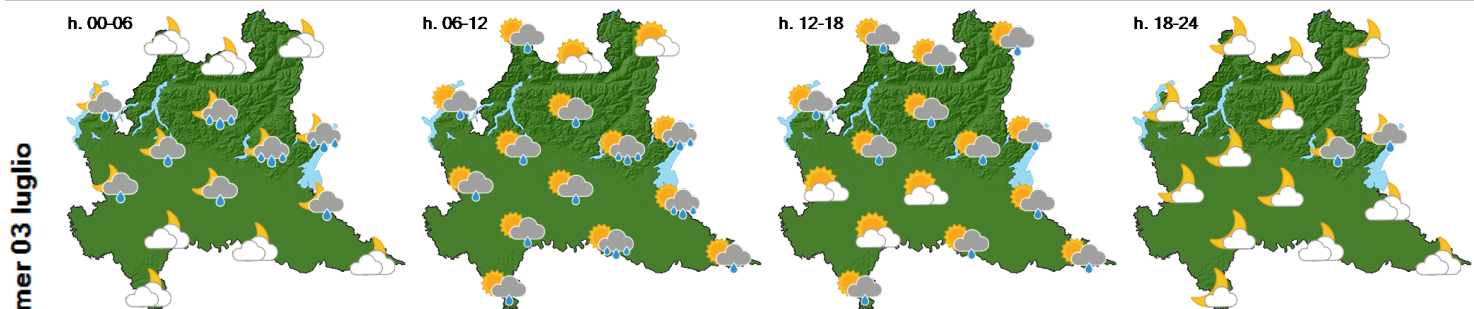 h. 00-06
h. 06-12
h. 12-18
h. 18-24
mer 03 luglio